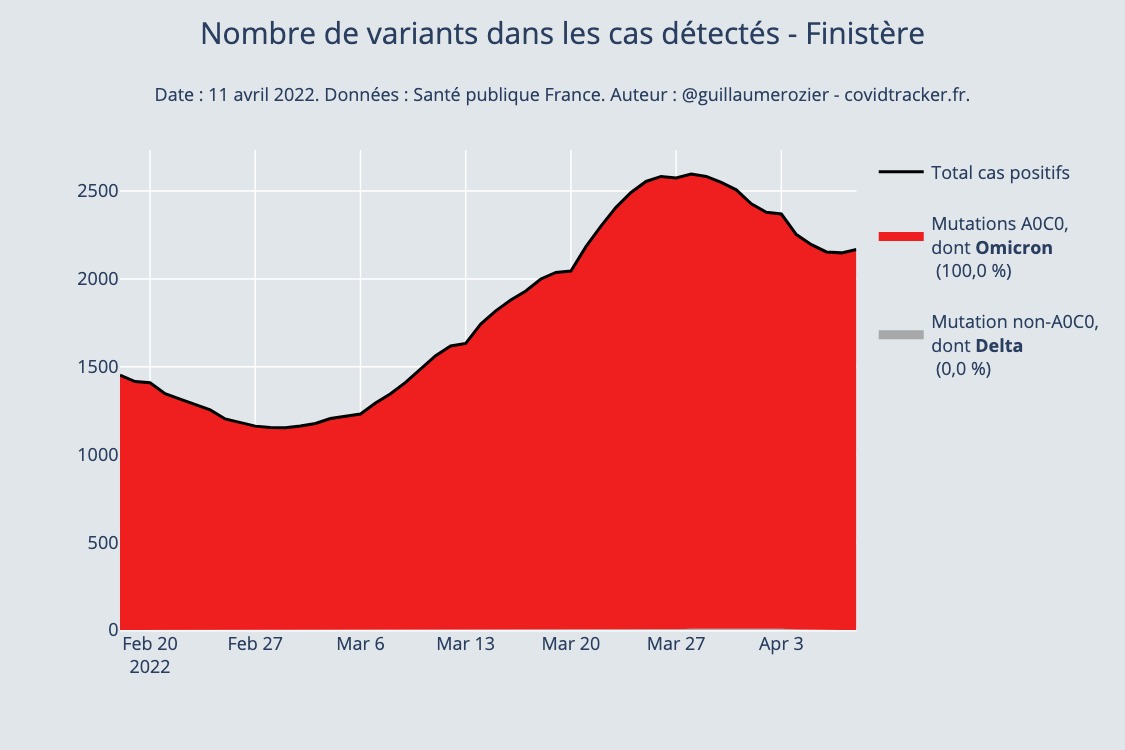 Nombre de variants dans les cas détectés - Finistère
Date : 11 avril 2022. Données : Santé publique France. Auteur : @guillaumerozier - covidtracker.fr.
2500
2000
1500
1000
500
0
Feb 20
2022
Feb 27
Mar 6
Mar 13
Mar 20
Mar 27
Apr 3
Total cas positifs
Mutations A0C0,
dont Omicron
(100,0 %)
Mutation non-A0C0,
dont Delta
(0,0 %)